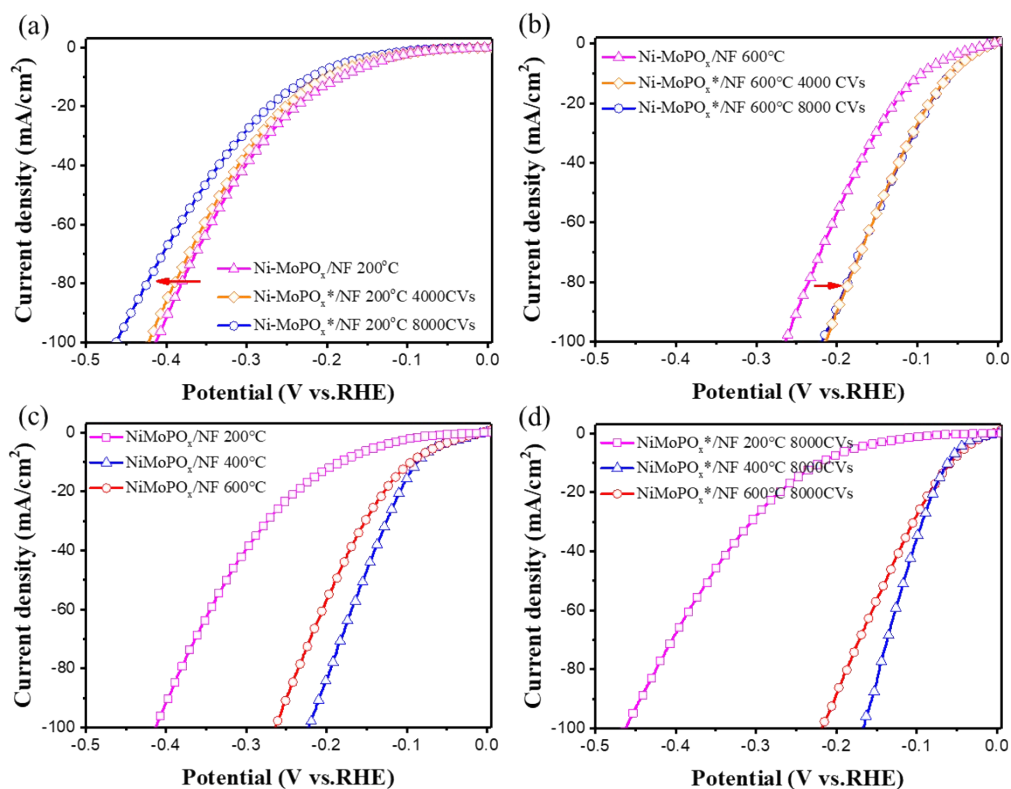 (a)
0
-20
-40
-60
-80
-100
Current density (mA/cm²)
Ni-MoPOₓ/NF 200°C
Ni-MoPOₓ*/NF 200°C 4000CVs
Ni-MoPOₓ*/NF 200°C 8000CVs
-0.5 -0.4 -0.3 -0.2 -0.1 0.0
Potential (V vs.RHE)
(b)
0
-20
-40
-60
-80
-100
Current density (mA/cm²)
Ni-MoPOₓ/NF 600°C
Ni-MoPOₓ*/NF 600°C 4000 CVs
Ni-MoPOₓ*/NF 600°C 8000 CVs
-0.5 -0.4 -0.3 -0.2 -0.1 0.0
Potential (V vs.RHE)
(c)
0
-20
-40
-60
-80
-100
Current density (mA/cm²)
NiMoPOₓ/NF 200°C
NiMoPOₓ/NF 400°C
NiMoPOₓ/NF 600°C
-0.5 -0.4 -0.3 -0.2 -0.1 0.0
Potential (V vs.RHE)
(d)
0
-20
-40
-60
-80
-100
Current density (mA/cm²)
NiMoPOₓ*/NF 200°C 8000CVs
NiMoPOₓ*/NF 400°C 8000CVs
NiMoPOₓ*/NF 600°C 8000CVs
-0.5 -0.4 -0.3 -0.2 -0.1 0.0
Potential (V vs.RHE)